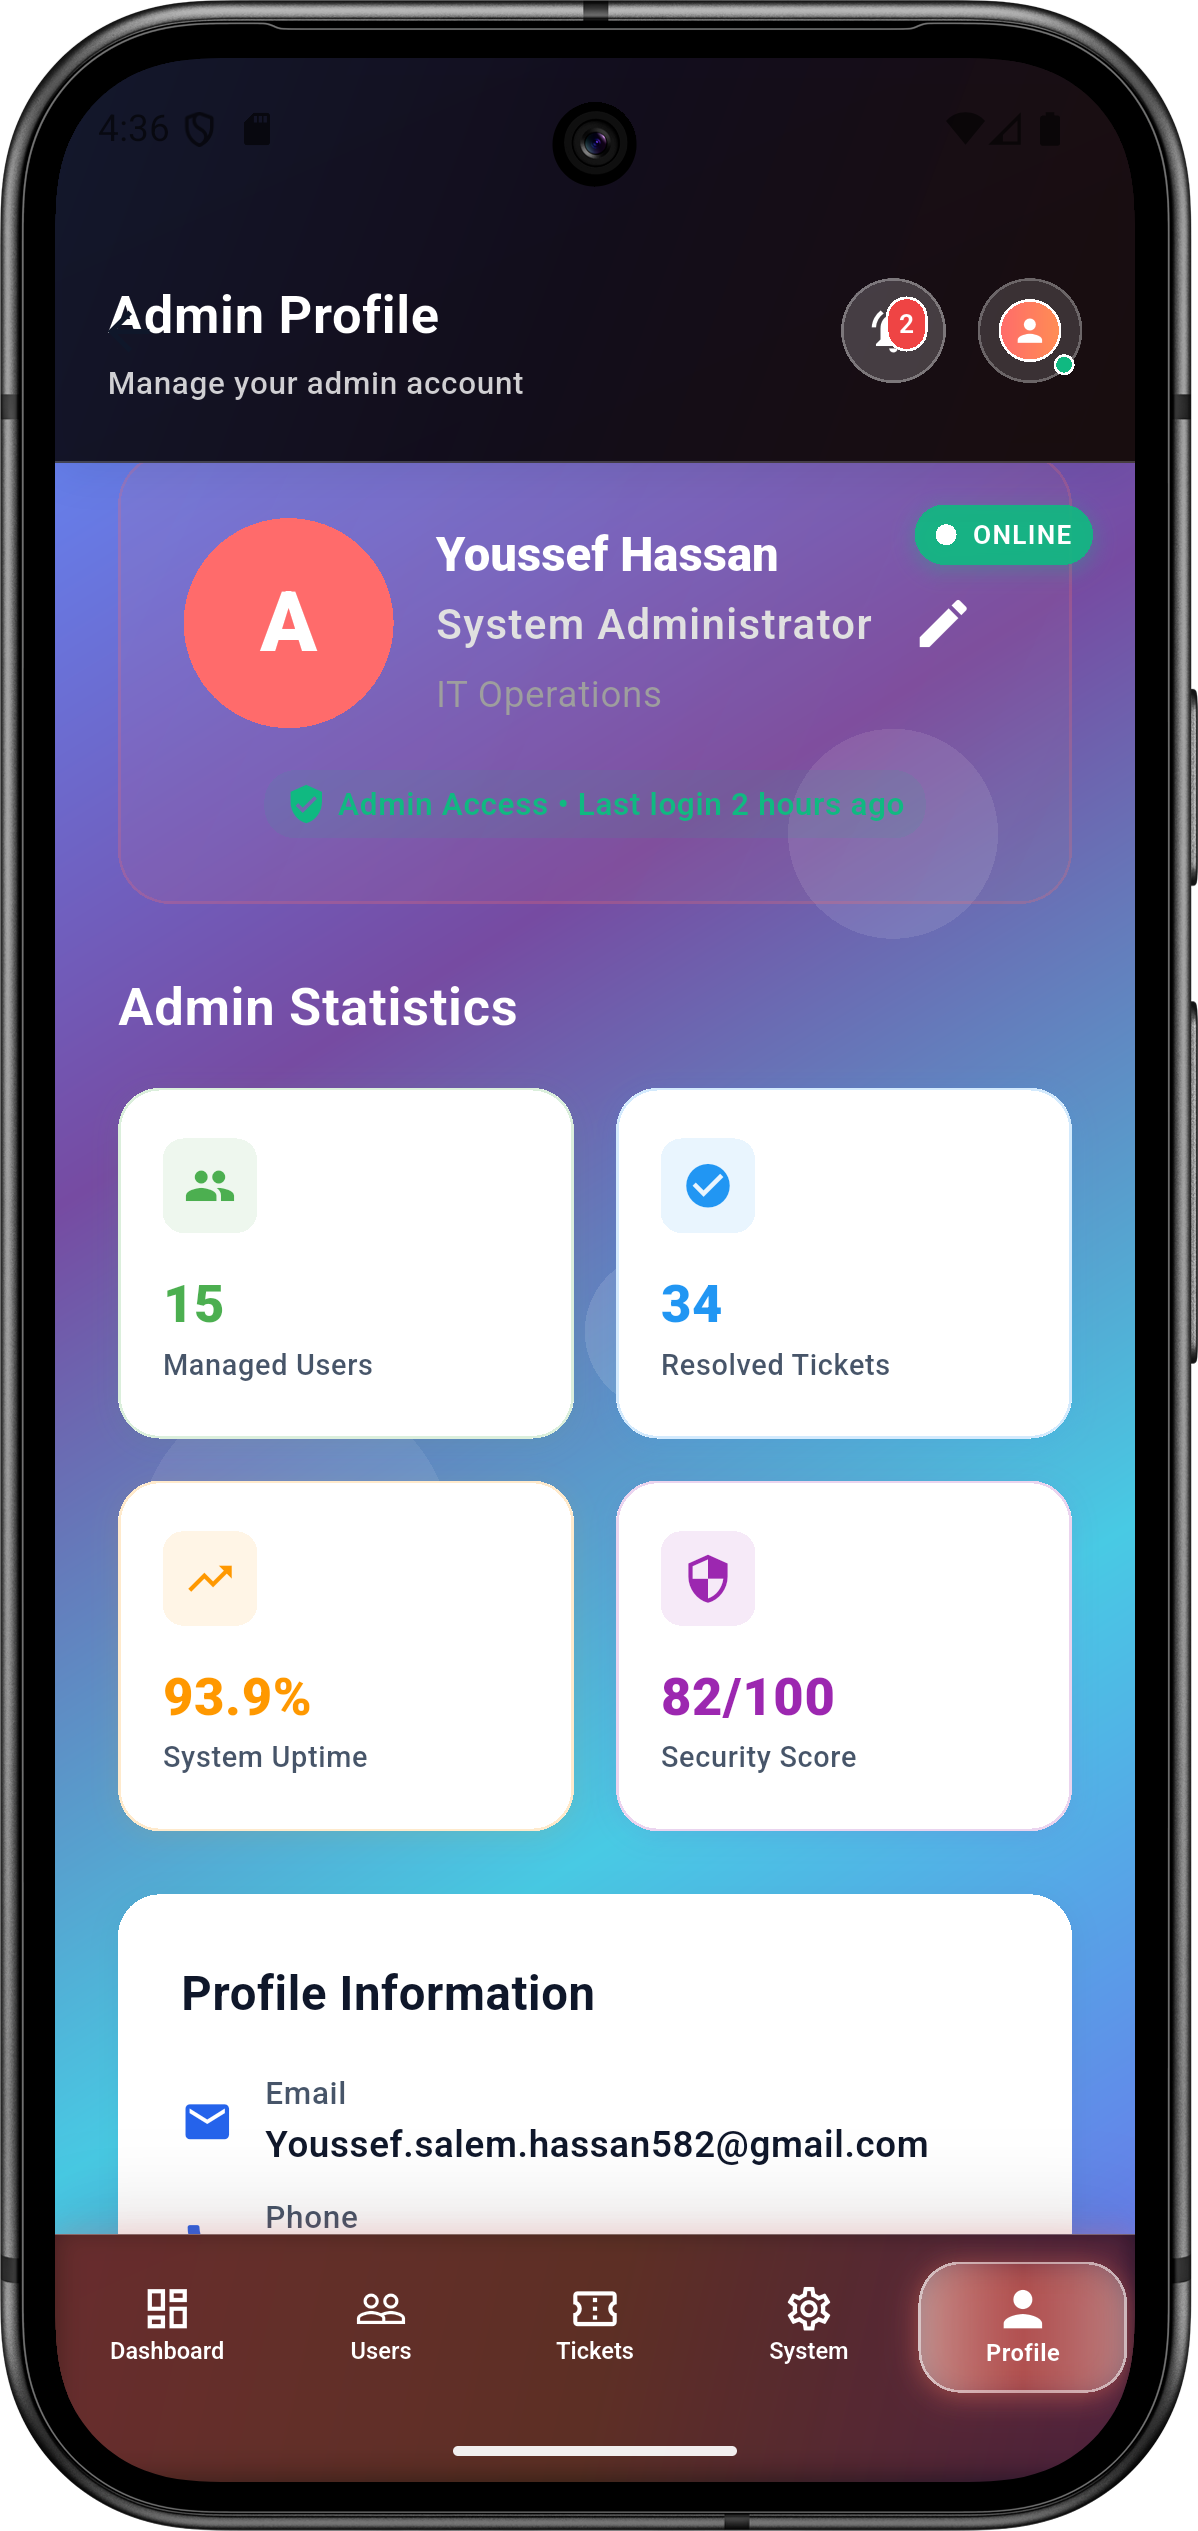 4:36
Admin Profile
2
Manage your admin account
ONLINE
Youssef Hassan
A
System Administrator
IT Operations
Admin Access • Last login 2 hours ago
Admin Statistics
15
Managed Users
34
Resolved Tickets
93.9%
System Uptime
82/100
Security Score
Profile Information
Email
Youssef.salem.hassan582@gmail.com
Phone
Dashboard
Users
Tickets
System
Profile